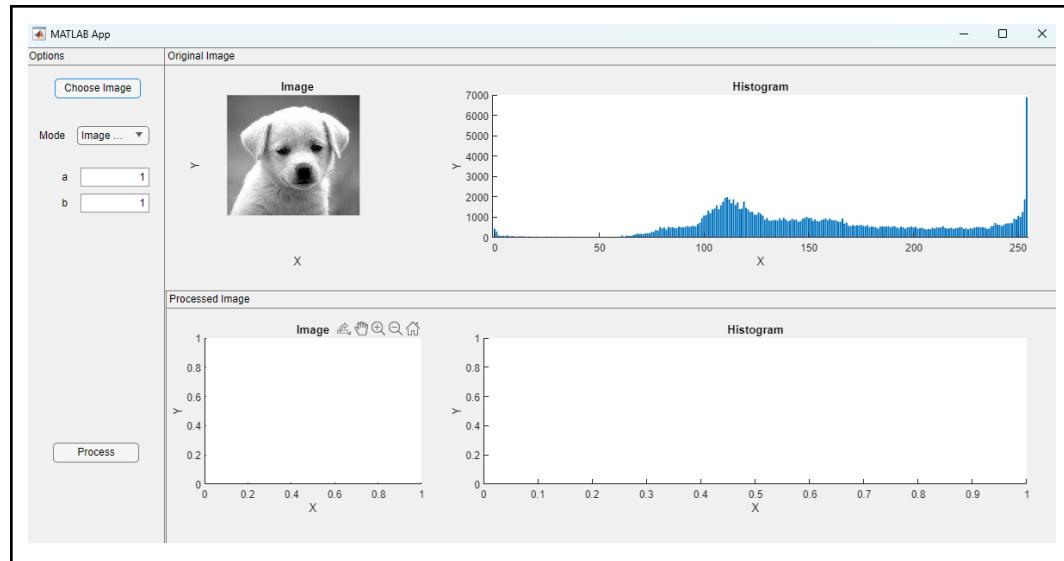 MATLAB App
Options
Choose Image
Mode Image ...
a 1
b 1
Process
Original Image
Image
Y
X
Histogram
7000
6000
5000
4000
3000
2000
1000
0
Y
0 50 100 150 200 250
X
Processed Image
Image
1
0.8
0.6
0.4
0.2
0
Y
0 0.2 0.4 0.6 0.8 1
X
Histogram
1
0.8
0.6
0.4
0.2
0
Y
0 0.1 0.2 0.3 0.4 0.5 0.6 0.7 0.8 0.9 1
X